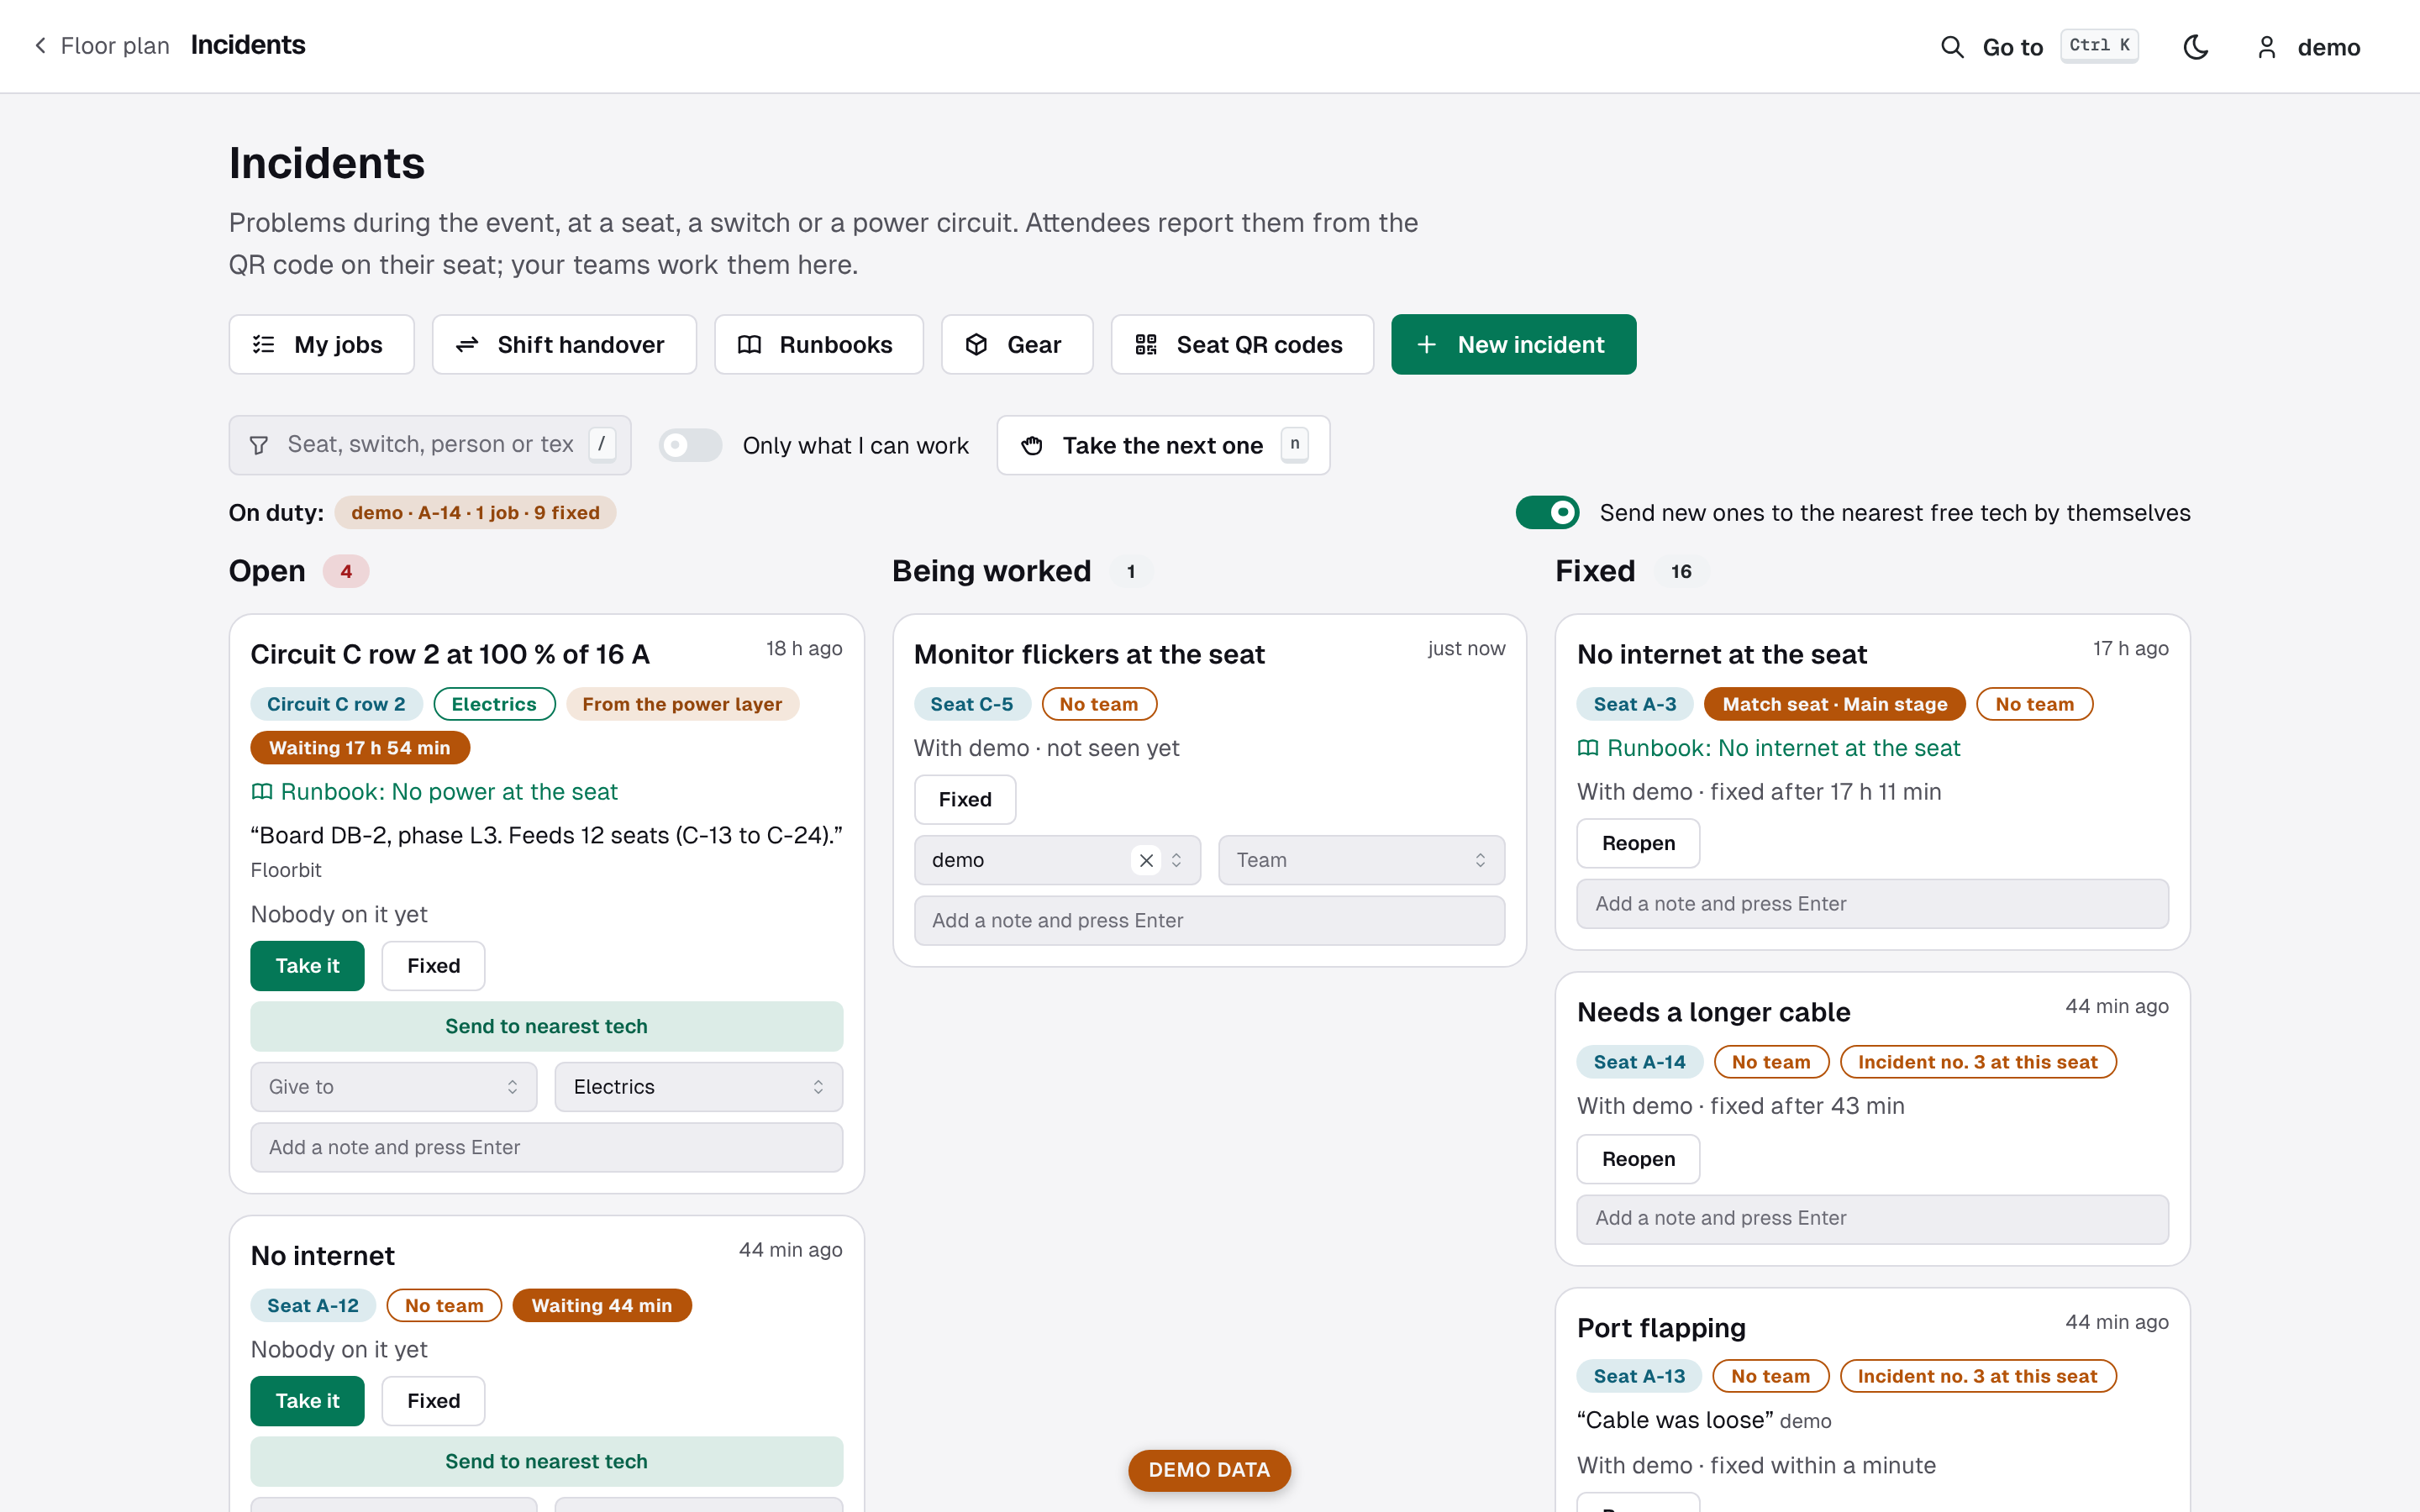 Floor plan Incidents
Go to Ctrl K demo
Incidents
Problems during the event, at a seat, a switch or a power circuit. Attendees report them from the
QR code on their seat; your teams work them here.
My jobs Shift handover Runbooks Gear Seat QR codes New incident
Seat, switch, person or tex / Only what I can work Take the next one n
On duty: demo · A-14 · 1 job · 9 fixed Send new ones to the nearest free tech by themselves
Open 4
Circuit C row 2 at 100 % of 16 A 18 h ago
Circuit C row 2 Electrics From the power layer
Waiting 17 h 54 min
Runbook: No power at the seat
“Board DB-2, phase L3. Feeds 12 seats (C-13 to C-24).”
Floorbit
Nobody on it yet
Take it Fixed
Send to nearest tech
Give to Electrics
Add a note and press Enter
No internet 44 min ago
Seat A-12 No team Waiting 44 min
Nobody on it yet
Take it Fixed
Send to nearest tech
Being worked 1
Monitor flickers at the seat just now
Seat C-5 No team
With demo · not seen yet
Fixed
demo Team
Add a note and press Enter
Fixed 16
No internet at the seat 17 h ago
Seat A-3 Match seat · Main stage No team
Runbook: No internet at the seat
With demo · fixed after 17 h 11 min
Reopen
Add a note and press Enter
Needs a longer cable 44 min ago
Seat A-14 No team Incident no. 3 at this seat
With demo · fixed after 43 min
Reopen
Add a note and press Enter
Port flapping 44 min ago
Seat A-13 No team Incident no. 3 at this seat
“Cable was loose” demo
With demo · fixed within a minute
DEMO DATA